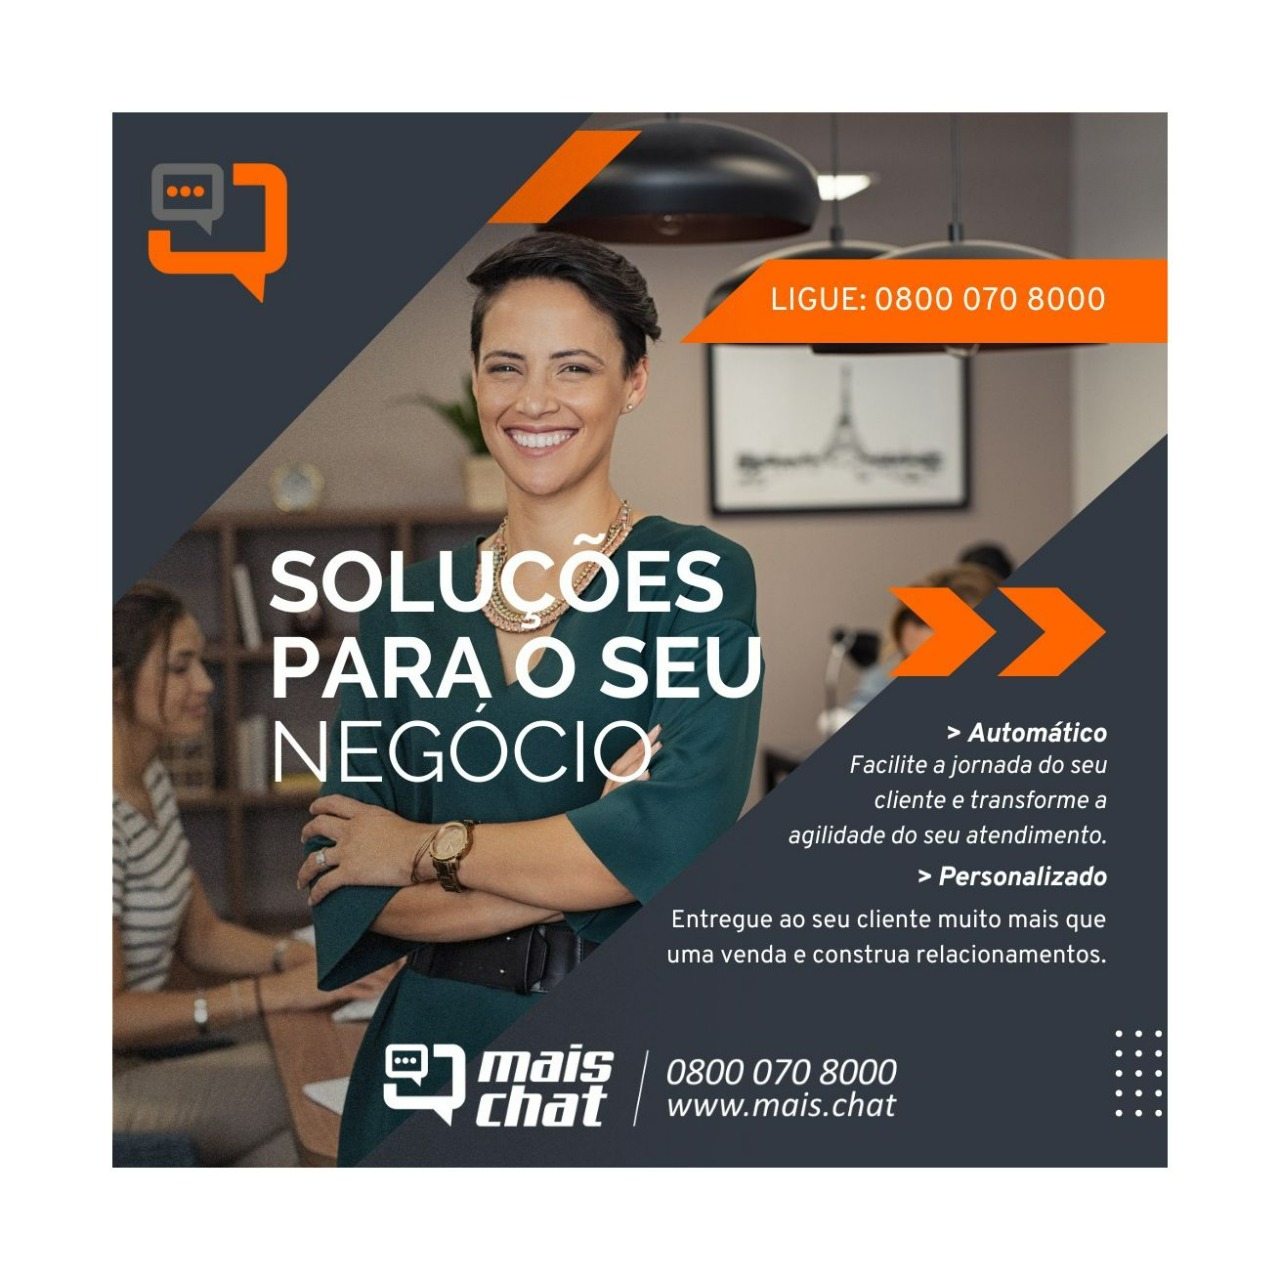 LIGUE: 0800 070 8000
SOLUÇÕES
PARA O SEU
NEGÓCIO
> Automático
Facilite a jornada do seu
cliente e transforme a
agilidade do seu atendimento.
> Personalizado
Entregue ao seu cliente muito mais que
uma venda e construa relacionamentos.
mais
chat
0800 070 8000
www.mais.chat